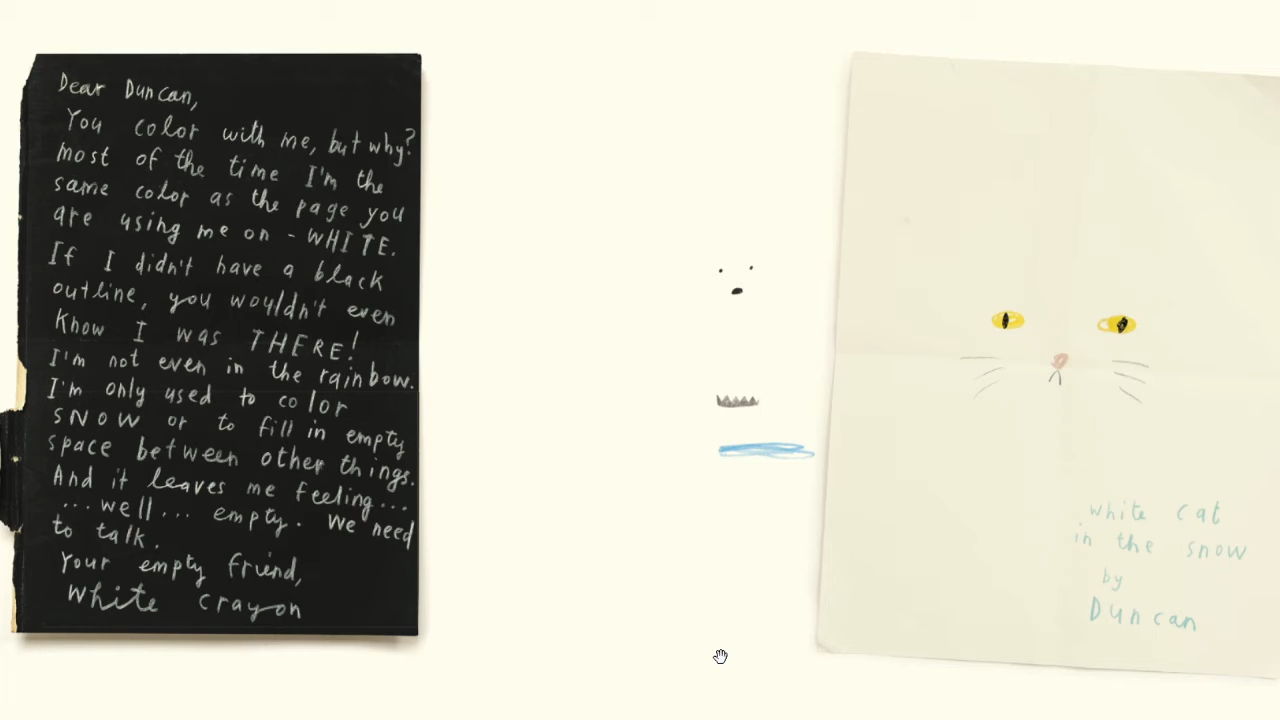 Dear Duncan,
You color with me, but why?
most of the time I'm the
same color as the page you
are using me on - WHITE.
If I didn't have a black
outline, you wouldn't even
Know I was THERE!
I'm not even in the rainbow.
I'm only used to color
SNOW or to fill in empty
space between other things.
And it leaves me feeling...
...well... empty. We need
to talk.
Your empty friend,
White crayon
white cat
in the snow
by
Duncan